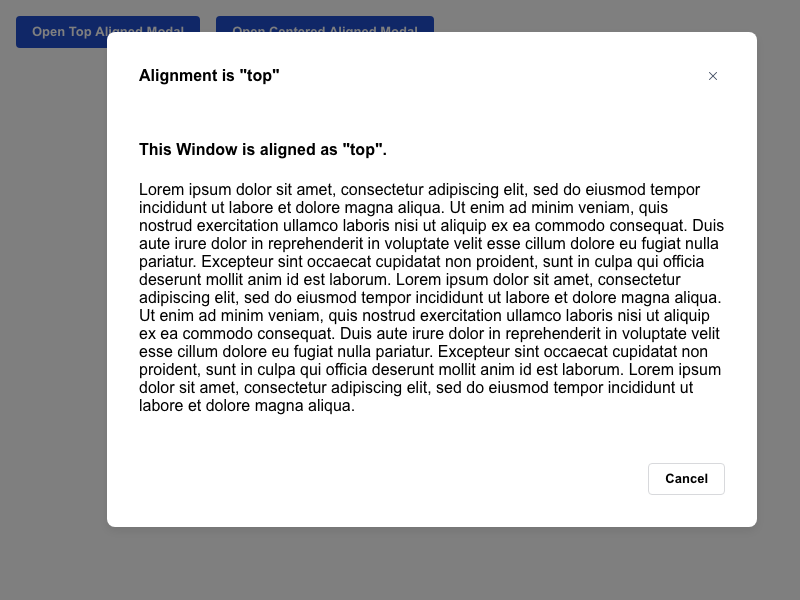 Open Top Aligned Modal
Open Centered Aligned Modal
Alignment is "top"
This Window is aligned as "top".
Lorem ipsum dolor sit amet, consectetur adipiscing elit, sed do eiusmod tempor
incididunt ut labore et dolore magna aliqua. Ut enim ad minim veniam, quis
nostrud exercitation ullamco laboris nisi ut aliquip ex ea commodo consequat. Duis
aute irure dolor in reprehenderit in voluptate velit esse cillum dolore eu fugiat nulla
pariatur. Excepteur sint occaecat cupidatat non proident, sunt in culpa qui officia
deserunt mollit anim id est laborum. Lorem ipsum dolor sit amet, consectetur
adipiscing elit, sed do eiusmod tempor incididunt ut labore et dolore magna aliqua.
Ut enim ad minim veniam, quis nostrud exercitation ullamco laboris nisi ut aliquip
ex ea commodo consequat. Duis aute irure dolor in reprehenderit in voluptate velit
esse cillum dolore eu fugiat nulla pariatur. Excepteur sint occaecat cupidatat non
proident, sunt in culpa qui officia deserunt mollit anim id est laborum. Lorem ipsum
dolor sit amet, consectetur adipiscing elit, sed do eiusmod tempor incididunt ut
labore et dolore magna aliqua.
Cancel